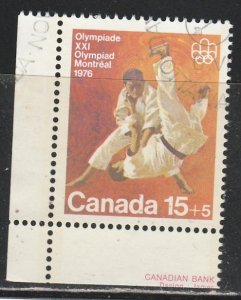 Olympiade
XXI
Olympiad
Montréal
1976
Canada 15+5
CANADIAN BANK